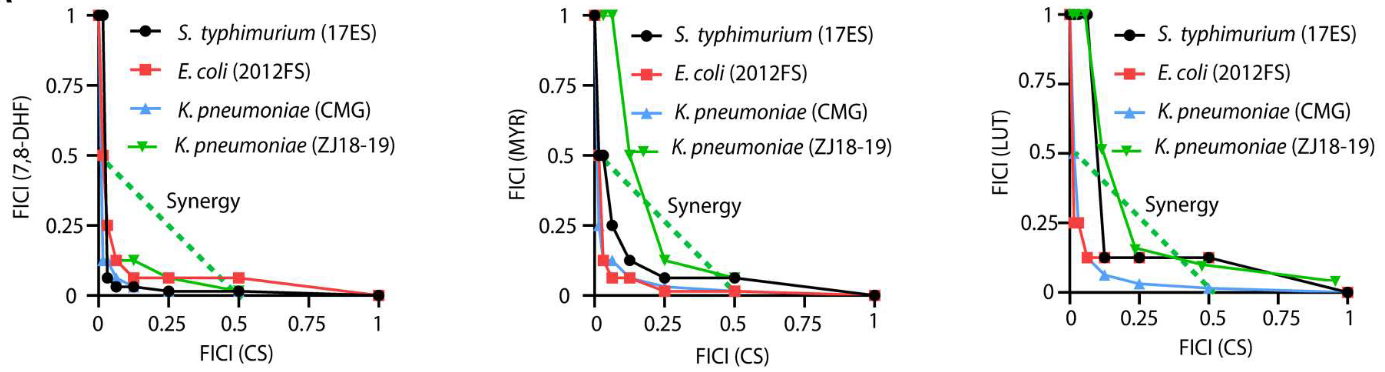 FICI (7,8-DHF)
1
0.75
0.5
0.25
0
S. typhimurium (17ES)
E. coli (2012FS)
K. pneumoniae (CMG)
K. pneumoniae (ZJ18-19)
Synergy
0 0.25 0.5 0.75 1
FICI (CS)
FICI (MYR)
1
0.75
0.5
0.25
0
S. typhimurium (17ES)
E. coli (2012FS)
K. pneumoniae (CMG)
K. pneumoniae (ZJ18-19)
Synergy
0 0.25 0.5 0.75 1
FICI (CS)
FICI (LUT)
1
0.75
0.5
0.25
0
S. typhimurium (17ES)
E. coli (2012FS)
K. pneumoniae (CMG)
K. pneumoniae (ZJ18-19)
Synergy
0 0.25 0.5 0.75 1
FICI (CS)